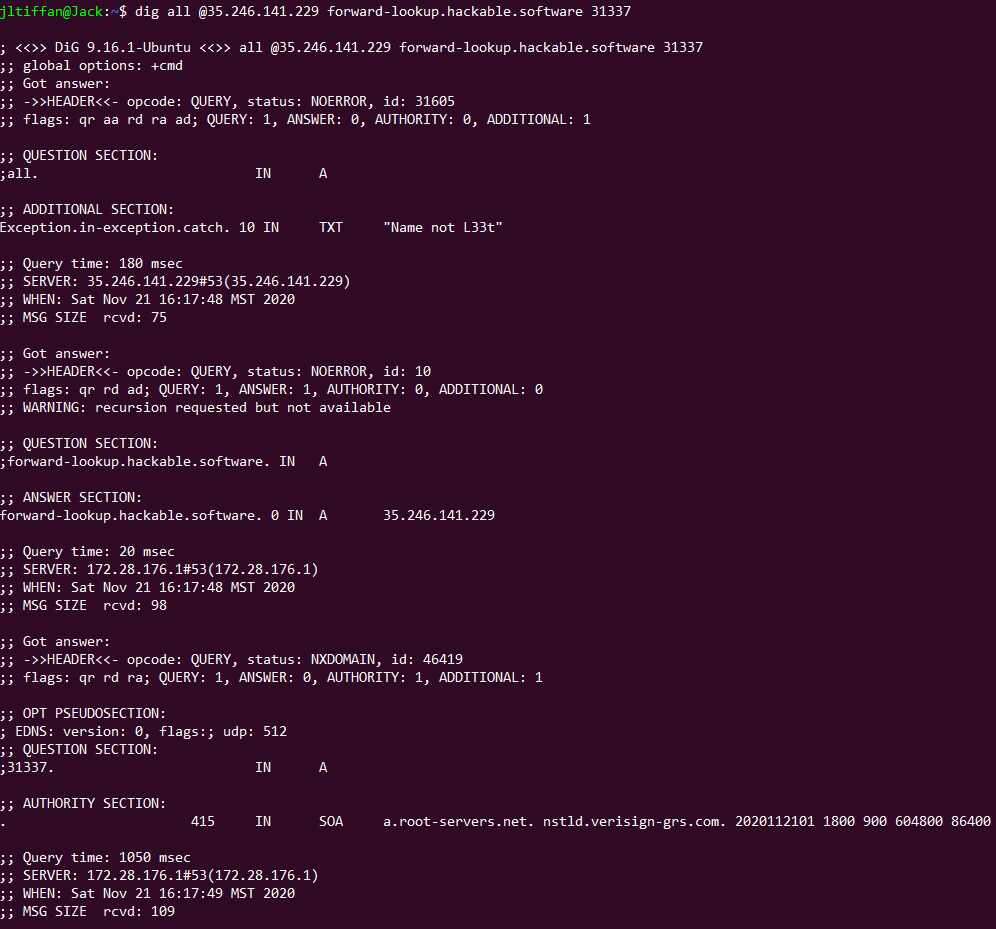 jltiffan@Jack:~$ dig all @35.246.141.229 forward-lookup.hackable.software 31337
; <<>> DiG 9.16.1-Ubuntu <<>> all @35.246.141.229 forward-lookup.hackable.software 31337
;; global options: +cmd
;; Got answer:
;; ->>HEADER<<- opcode: QUERY, status: NOERROR, id: 31605
;; flags: qr aa rd ra ad; QUERY: 1, ANSWER: 0, AUTHORITY: 0, ADDITIONAL: 1
;; QUESTION SECTION:
;all. IN A
;; ADDITIONAL SECTION:
Exception.in-exception.catch. 10 IN TXT "Name not L33t"
;; Query time: 180 msec
;; SERVER: 35.246.141.229#53(35.246.141.229)
;; WHEN: Sat Nov 21 16:17:48 MST 2020
;; MSG SIZE rcvd: 75
;; Got answer:
;; ->>HEADER<<- opcode: QUERY, status: NOERROR, id: 10
;; flags: qr rd ad; QUERY: 1, ANSWER: 1, AUTHORITY: 0, ADDITIONAL: 0
;; WARNING: recursion requested but not available
;; QUESTION SECTION:
;forward-lookup.hackable.software. IN A
;; ANSWER SECTION:
forward-lookup.hackable.software. 0 IN A 35.246.141.229
;; Query time: 20 msec
;; SERVER: 172.28.176.1#53(172.28.176.1)
;; WHEN: Sat Nov 21 16:17:48 MST 2020
;; MSG SIZE rcvd: 98
;; Got answer:
;; ->>HEADER<<- opcode: QUERY, status: NXDOMAIN, id: 46419
;; flags: qr rd ra; QUERY: 1, ANSWER: 0, AUTHORITY: 1, ADDITIONAL: 1
;; OPT PSEUDOSECTION:
; EDNS: version: 0, flags:; udp: 512
;; QUESTION SECTION:
;31337. IN A
;; AUTHORITY SECTION:
. 415 IN SOA a.root-servers.net. nstld.verisign-grs.com. 2020112101 1800 900 604800 86400
;; Query time: 1050 msec
;; SERVER: 172.28.176.1#53(172.28.176.1)
;; WHEN: Sat Nov 21 16:17:49 MST 2020
;; MSG SIZE rcvd: 109